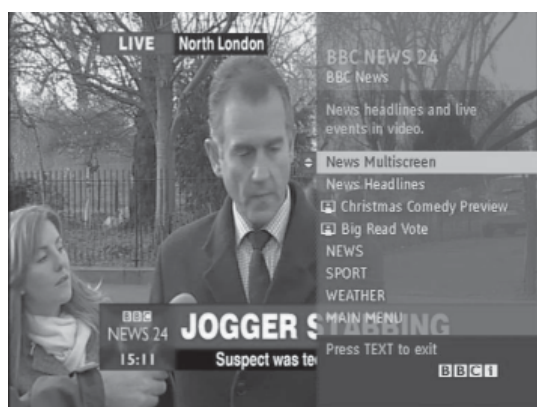 LIVE North London
BBC NEWS 24
BBC News
News headlines and live
events in video.
News Multiscreen
News Headlines
Christmas Comedy Preview
Big Read Vote
NEWS
SPORT
WEATHER
MAIN MENU
Press TEXT to exit
BBCi
BBC
NEWS 24
15:11
JOGGER STABBING
Suspect was